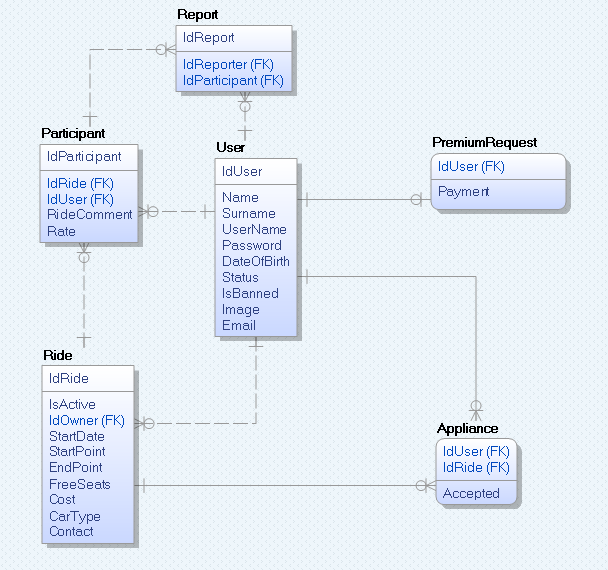 Report
IdReport
IdReporter (FK)
IdParticipant (FK)
Participant
IdParticipant
IdRide (FK)
IdUser (FK)
RideComment
Rate
User
IdUser
Name
Surname
UserName
Password
DateOfBirth
Status
IsBanned
Image
Email
PremiumRequest
IdUser (FK)
Payment
Ride
IdRide
IsActive
IdOwner (FK)
StartDate
StartPoint
EndPoint
FreeSeats
Cost
CarType
Contact
Appliance
IdUser (FK)
IdRide (FK)
Accepted